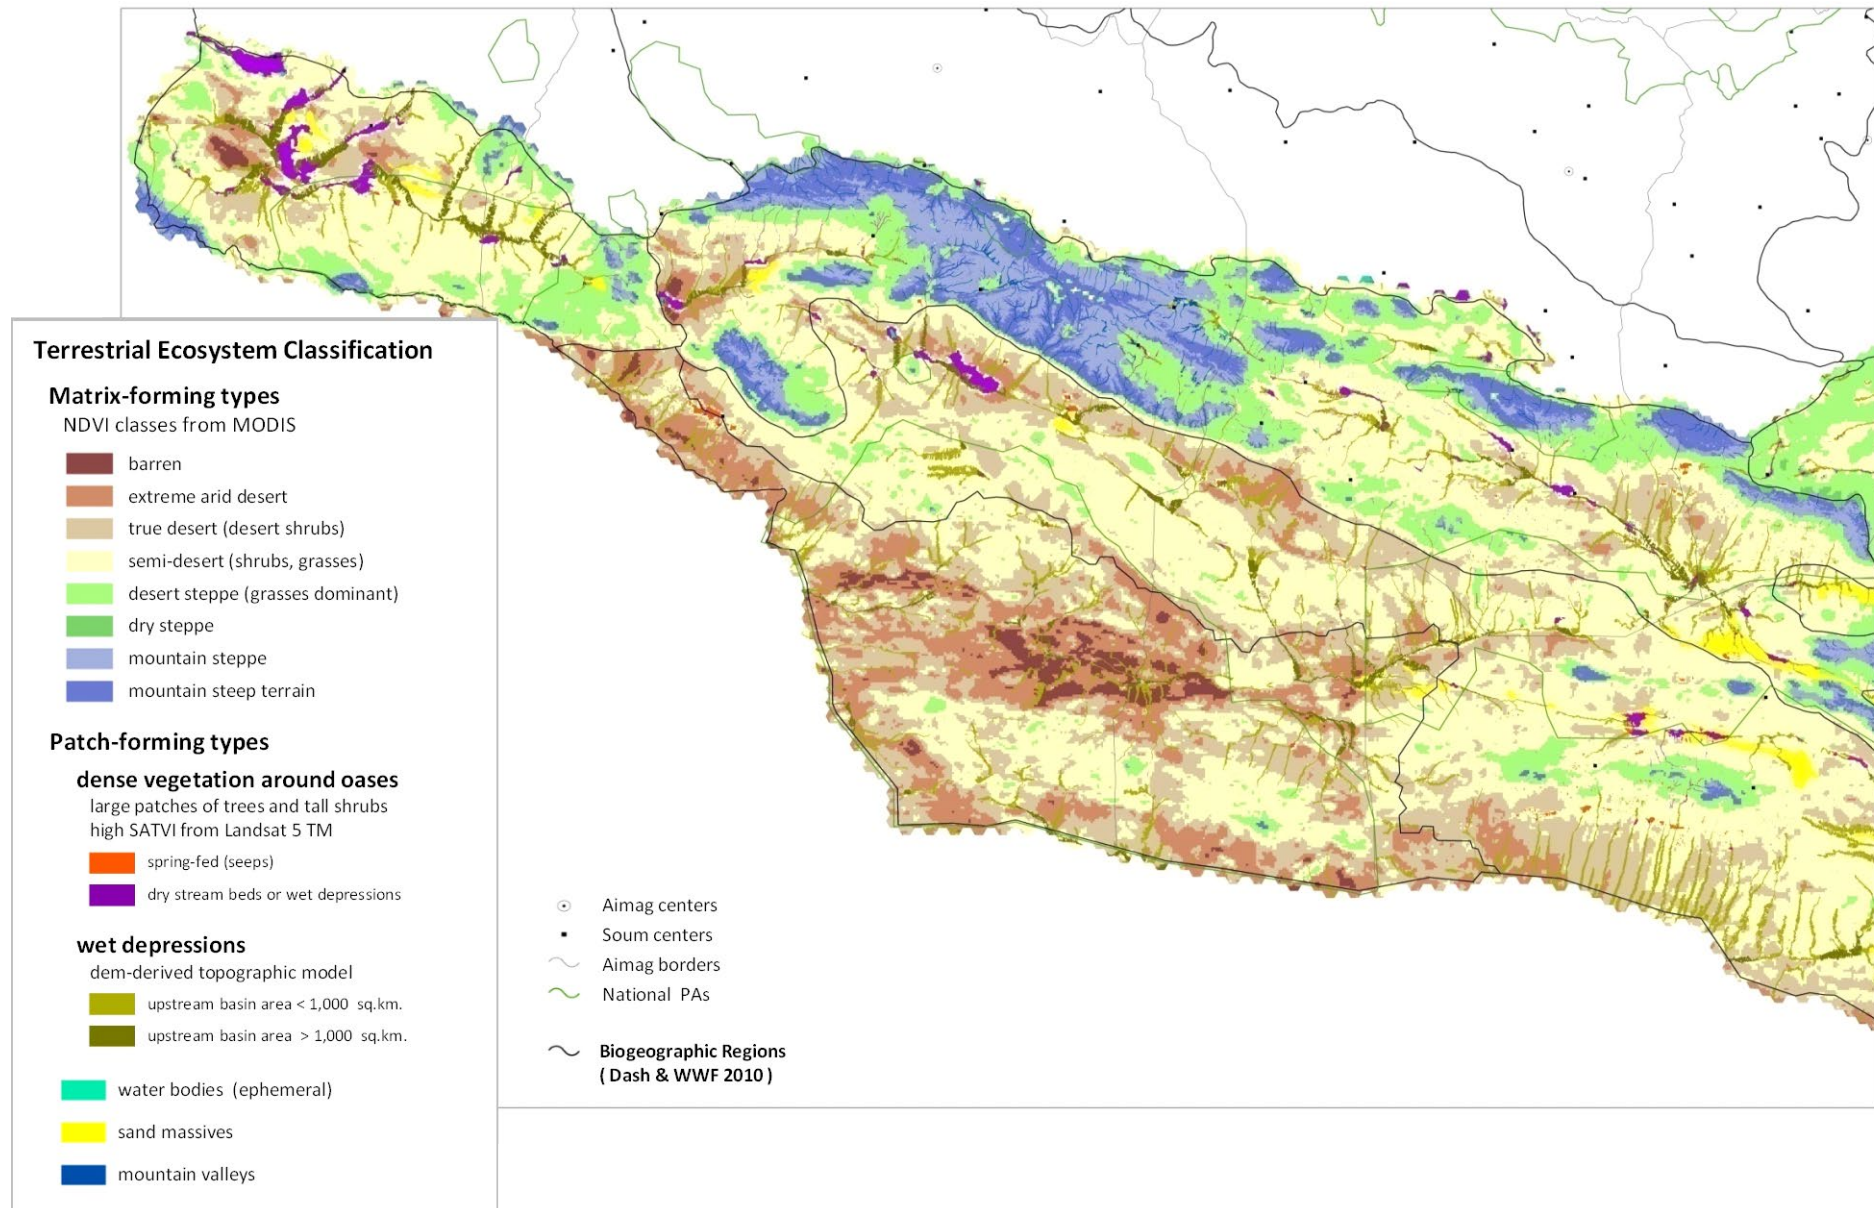 Terrestrial Ecosystem Classification
Matrix-forming types
NDVI classes from MODIS
barren
extreme arid desert
true desert (desert shrubs)
semi-desert (shrubs, grasses)
desert steppe (grasses dominant)
dry steppe
mountain steppe
mountain steep terrain
Patch-forming types
dense vegetation around oases
large patches of trees and tall shrubs
high SATVI from Landsat 5 TM
spring-fed (seeps)
dry stream beds or wet depressions
wet depressions
dem-derived topographic model
upstream basin area < 1,000 sq.km.
upstream basin area > 1,000 sq.km.
water bodies (ephemeral)
sand massives
mountain valleys
Aimag centers
Soum centers
Aimag borders
National PAs
Biogeographic Regions
( Dash & WWF 2010 )